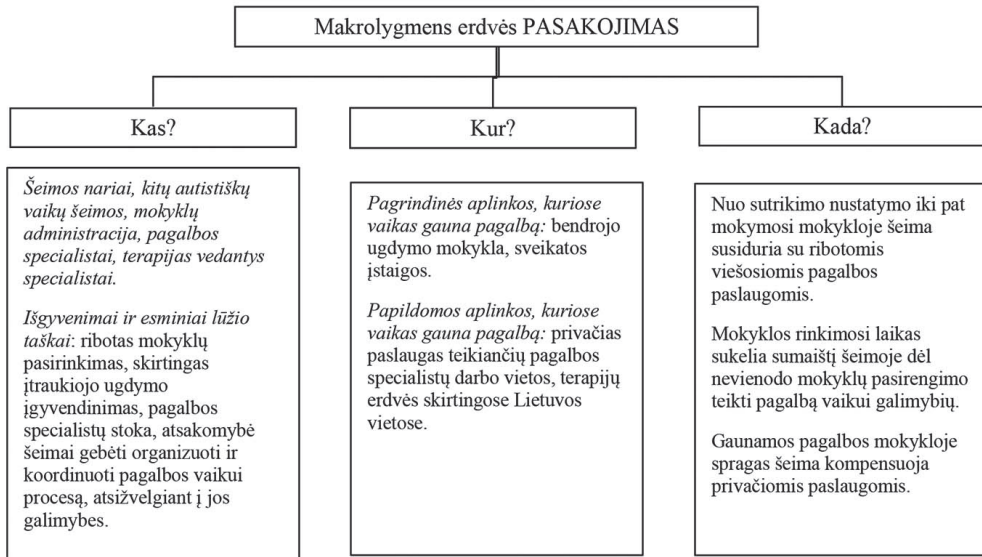 Makrolygmens erdvės PASAKOJIMAS
Kas?
Šeimos nariai, kitų autistiškų
vaikų šeimos, mokyklų
administracija, pagalbos
specialistai, terapijas vedantys
specialistai.
Išgyvenimai ir esminiai lūžio
taškai: ribotas mokyklų
pasirinkimas, skirtingas
įtraukiojo ugdymo
įgyvendinimas, pagalbos
specialistų stoka, atsakomybė
šeimai gebėti organizuoti ir
koordinuoti pagalbos vaikui
procesą, atsižvelgiant į jos
galimybes.
Kur?
Pagrindinės aplinkos, kuriose
vaikas gauna pagalbą: bendrojo
ugdymo mokykla, sveikatos
įstaigos.
Papildomos aplinkos, kuriose
vaikas gauna pagalbą: privačias
paslaugas teikiančių pagalbos
specialistų darbo vietos, terapijų
erdvės skirtingose Lietuvos
vietose.
Kada?
Nuo sutrikimo nustatymo iki pat
mokymosi mokykloje šeima
susiduria su ribotomis
viešosiomis pagalbos
paslaugomis.
Mokyklos rinkimosi laikas
sukelia sumaištį šeimoje dėl
nevienodo mokyklų pasirengimo
teikti pagalbą vaikui galimybių.
Gaunamos pagalbos mokykloje
spragas šeima kompensuoja
privačiomis paslaugomis.